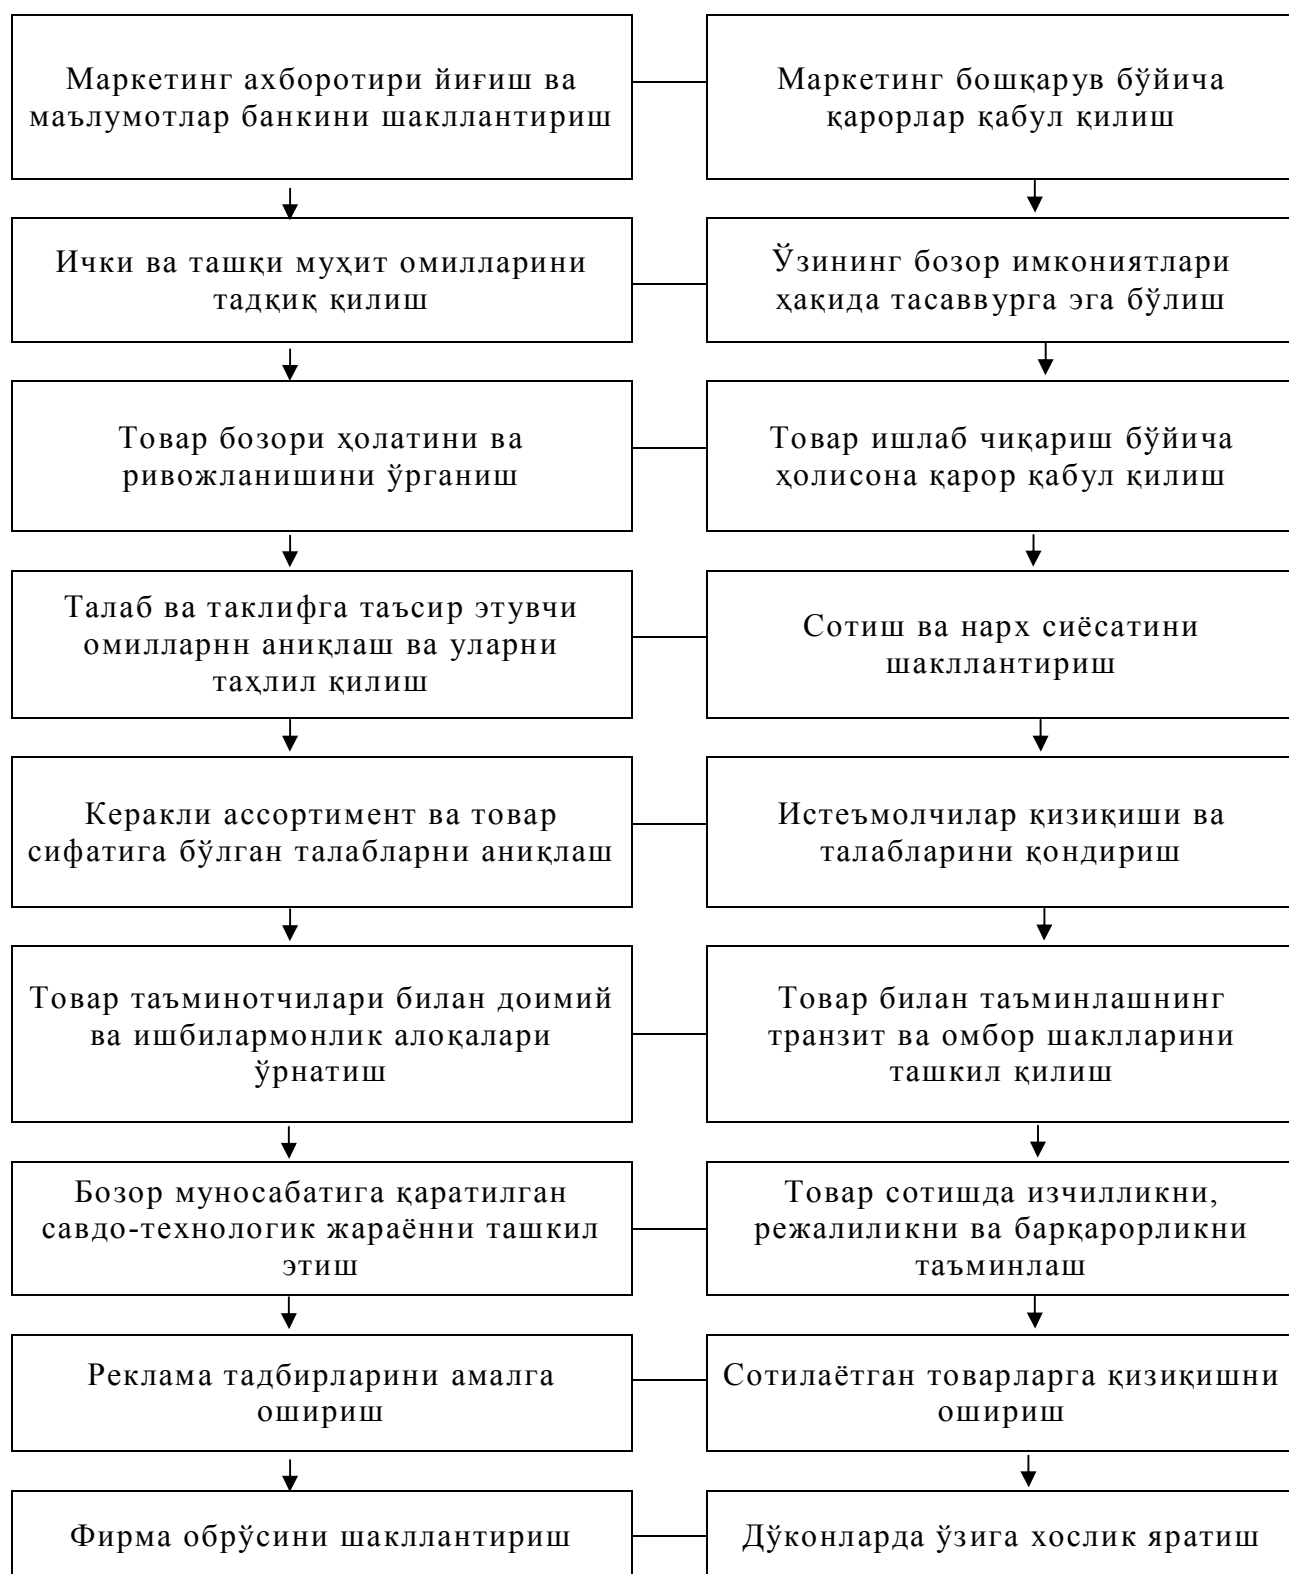 Маркетинг ахборотири йиғиш ва
маълумотлар банкини шакллантириш
Маркетинг бошқарув бўйича
қарорлар қабул қилиш
Ички ва ташқи муҳит омилларини
тадқиқ қилиш
Ўзининг бозор имкониятлари
ҳақида тасаввурга эга бўлиш
Товар бозори ҳолатини ва
ривожланишини ўрганиш
Товар ишлаб чиқариш бўйича
ҳолисона қарор қабул қилиш
Талаб ва таклифга таъсир этувчи
омилларнн аниқлаш ва уларни
таҳлил қилиш
Сотиш ва нарх сиёсатини
шакллантириш
Керакли ассортимент ва товар
сифатига бўлган талабларни аниқлаш
Истеъмолчилар қизиқиши ва
талабларини қондириш
Товар таъминотчилари билан доимий
ва ишбилармонлик алоқалари
ўрнатиш
Товар билан таъминлашнинг
транзит ва омбор шаклларини
ташкил қилиш
Бозор муносабатига қаратилган
савдо-технологик жараённи ташкил
этиш
Товар сотишда изчилликни,
режалиликни ва барқарорликни
таъминлаш
Реклама тадбирларини амалга
ошириш
Сотилаётган товарларга қизиқишни
ошириш
Фирма обрўсини шакллантириш
Дўконларда ўзига хослик яратиш